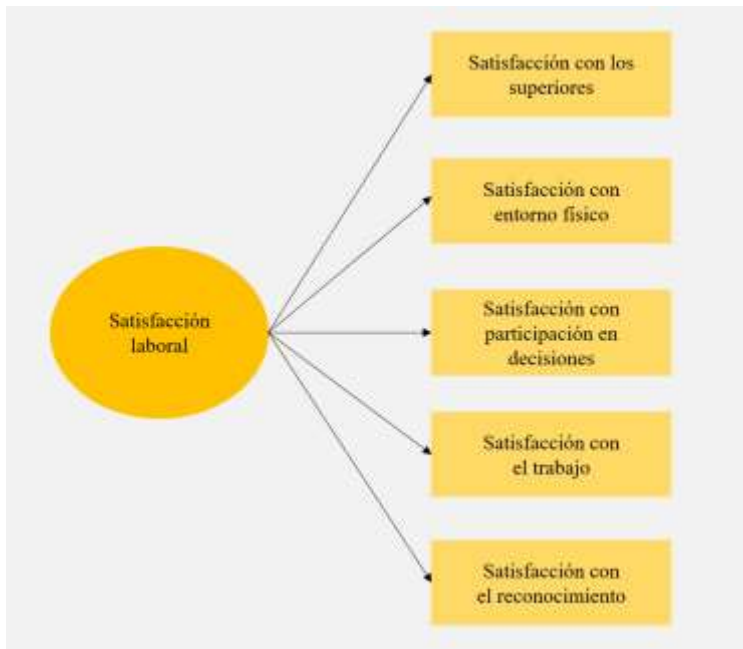 Satisfacción con los
superiores
Satisfacción con
entorno físico
Satisfacción
laboral
Satisfacción con
participación en
decisiones
Satisfacción con
el trabajo
Satisfacción con
el reconocimiento